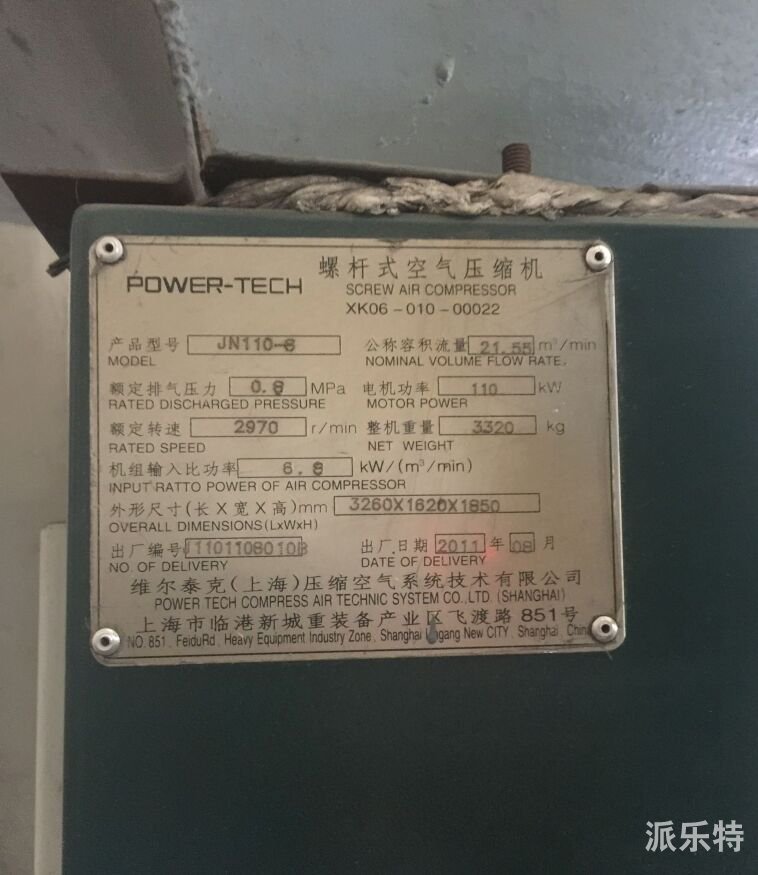 POWER-TECH
螺杆式空气压缩机
SCREW AIR COMPRESSOR
XK06-010-00022
产品型号 JN110-8 公称容积流量 21.55 m³/min
MODEL NOMINAL VOLUME FLOW RATE.
额定排气压力 0.8 MPa 电机功率 110 kW
RATED DISCHARGED PRESSURE MOTOR POWER
额定转速 2970 r/min 整机重量 3320 kg
RATED SPEED NET WEIGHT
机组输入比功率 6.8 kW/(m³/min)
INPUT RATTO POWER OF AIR COMPRESSOR
外形尺寸(长X宽X高)mm 3260X1620X1850
OVERALL DIMENSIONS(LxWxH)
出厂编号 出厂日期 2011 年 08 月
NO. OF DELIVERY DATE OF DELIVERY
维尔泰克(上海)压缩空气系统技术有限公司
POWER TECH COMPRESS AIR TECHNIC SYSTEM CO.,LTD. (SHANGHAI)
上海市临港新城重装备产业区飞渡路 851号
NO.851, FeiduRd, Heavy Equipment Industry Zone, Shanghai Lingang New CITY, Shanghai, China
派乐特